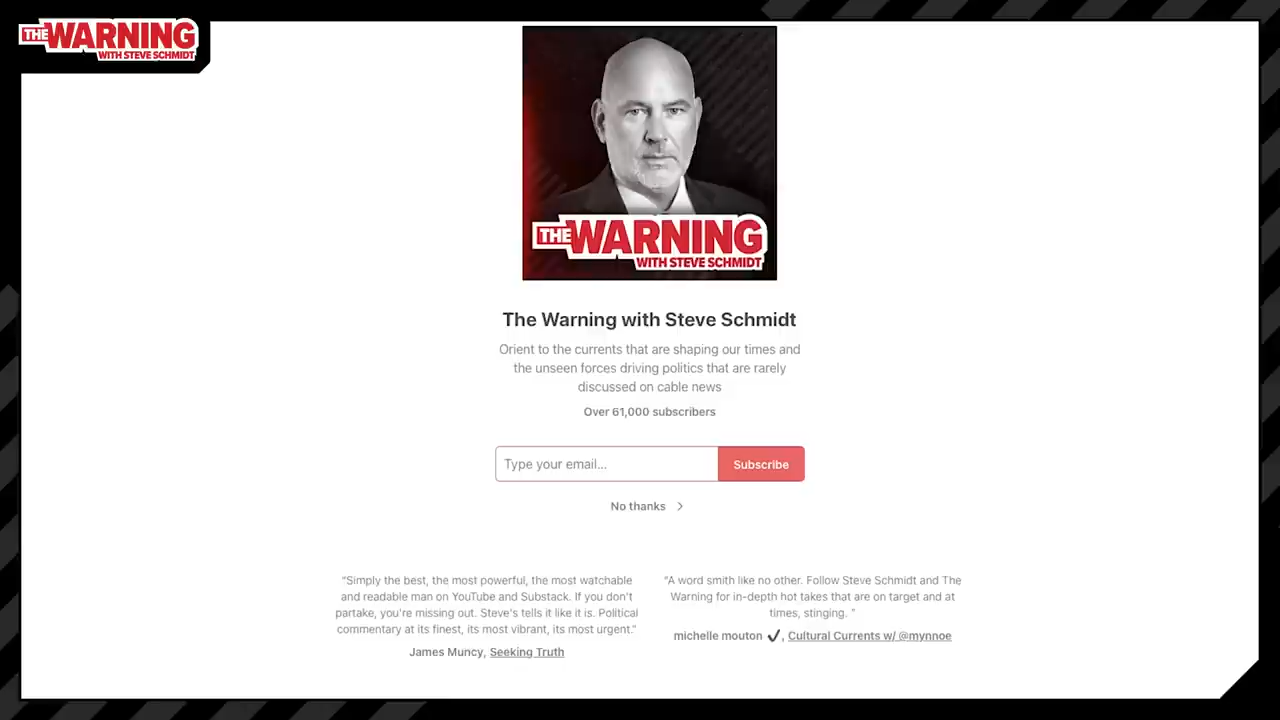 THE WARNING
WITH STEVE SCHMIDT
THE WARNING
WITH STEVE SCHMIDT
The Warning with Steve Schmidt
Orient to the currents that are shaping our times and
the unseen forces driving politics that are rarely
discussed on cable news
Over 61,000 subscribers
Type your email...
Subscribe
No thanks
“Simply the best, the most powerful, the most watchable
and readable man on YouTube and Substack. If you don't
partake, you're missing out. Steve's tells it like it is. Political
commentary at its finest, its most vibrant, its most urgent.”
James Muncy, Seeking Truth
“A word smith like no other. Follow Steve Schmidt and The
Warning for in-depth hot takes that are on target and at
times, stinging. ”
michelle mouton ✔, Cultural Currents w/ @mynnoe